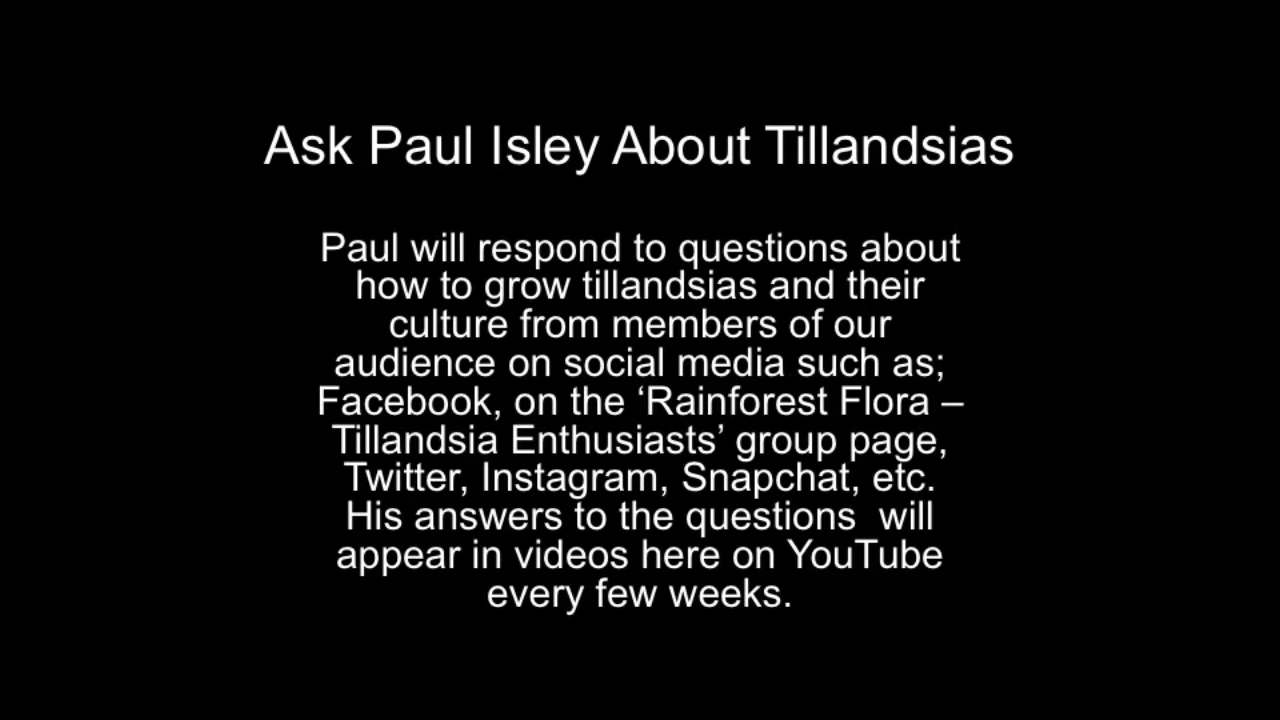 Ask Paul Isley About Tillandsias
Paul will respond to questions about
how to grow tillandsias and their
culture from members of our
audience on social media such as;
Facebook, on the ‘Rainforest Flora –
Tillandsia Enthusiasts’ group page,
Twitter, Instagram, Snapchat, etc.
His answers to the questions  will
appear in videos here on YouTube
every few weeks.